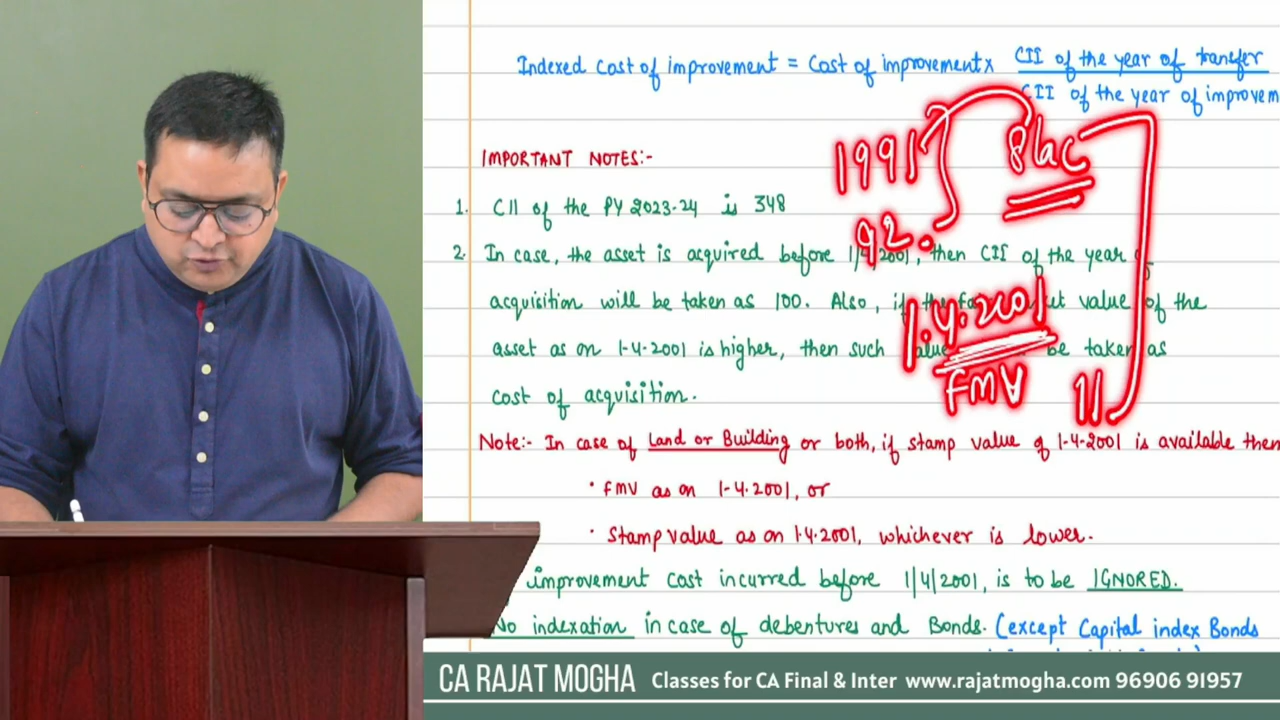 Indexed cost of improvement = Cost of improvement x CII of the year of transfer
CII of the year of improvem
IMPORTANT NOTES:-
1991
8 lac
1. CII of the PY 2023-24 is 348
92.
2. In case, the asset is acquired before 1/4/2001, then CII of the year of
acquisition will be taken as 100. Also, if the fair market value of the
1.4.2001
asset as on 1-4-2001 is higher, then such value be taken as
FMV 11
cost of acquisition.
Note:- In case of Land or Building or both, if stamp value of 1-4-2001 is available then
• FMV as on 1-4-2001, or
• Stamp value as on 1.4.2001, whichever is lower.
improvement cost incurred before 1/4/2001, is to be IGNORED.
No indexation in case of debentures and Bonds. (except Capital index Bonds
CA RAJAT MOGHA Classes for CA Final & Inter www.rajatmogha.com 96906 91957